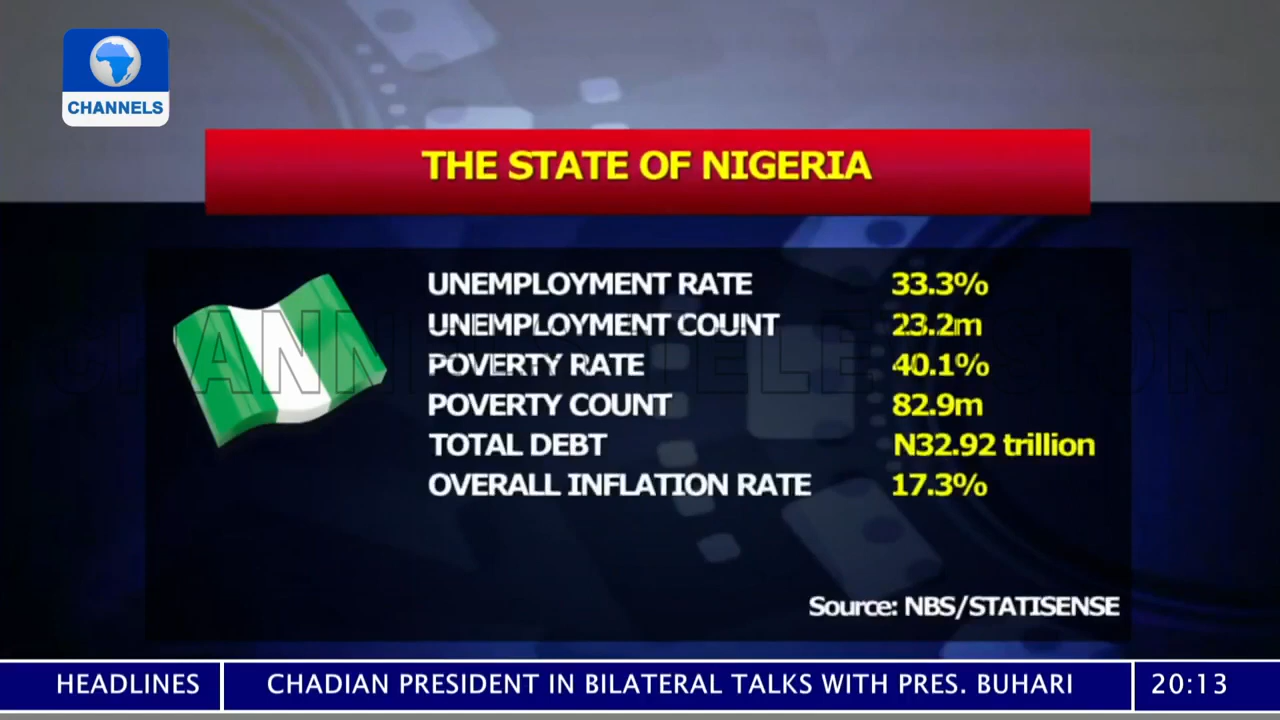 CHANNELS
THE STATE OF NIGERIA
UNEMPLOYMENT RATE 33.3%
UNEMPLOYMENT COUNT 23.2m
POVERTY RATE 40.1%
POVERTY COUNT 82.9m
TOTAL DEBT N32.92 trillion
OVERALL INFLATION RATE 17.3%
CHANNELS TELEVISION
Source: NBS/STATISENSE
HEADLINES CHADIAN PRESIDENT IN BILATERAL TALKS WITH PRES. BUHARI 20:13